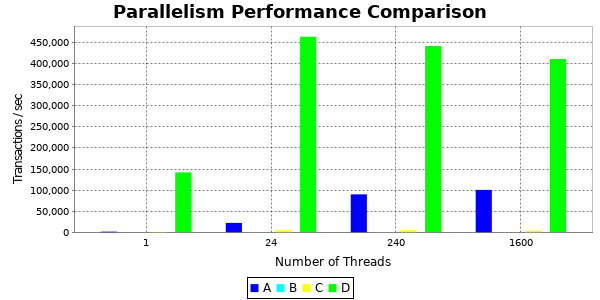 Parallelism Performance Comparison
Transactions / sec
450,000
400,000
350,000
300,000
250,000
200,000
150,000
100,000
50,000
0
1 24 240 1600
Number of Threads
A B C D